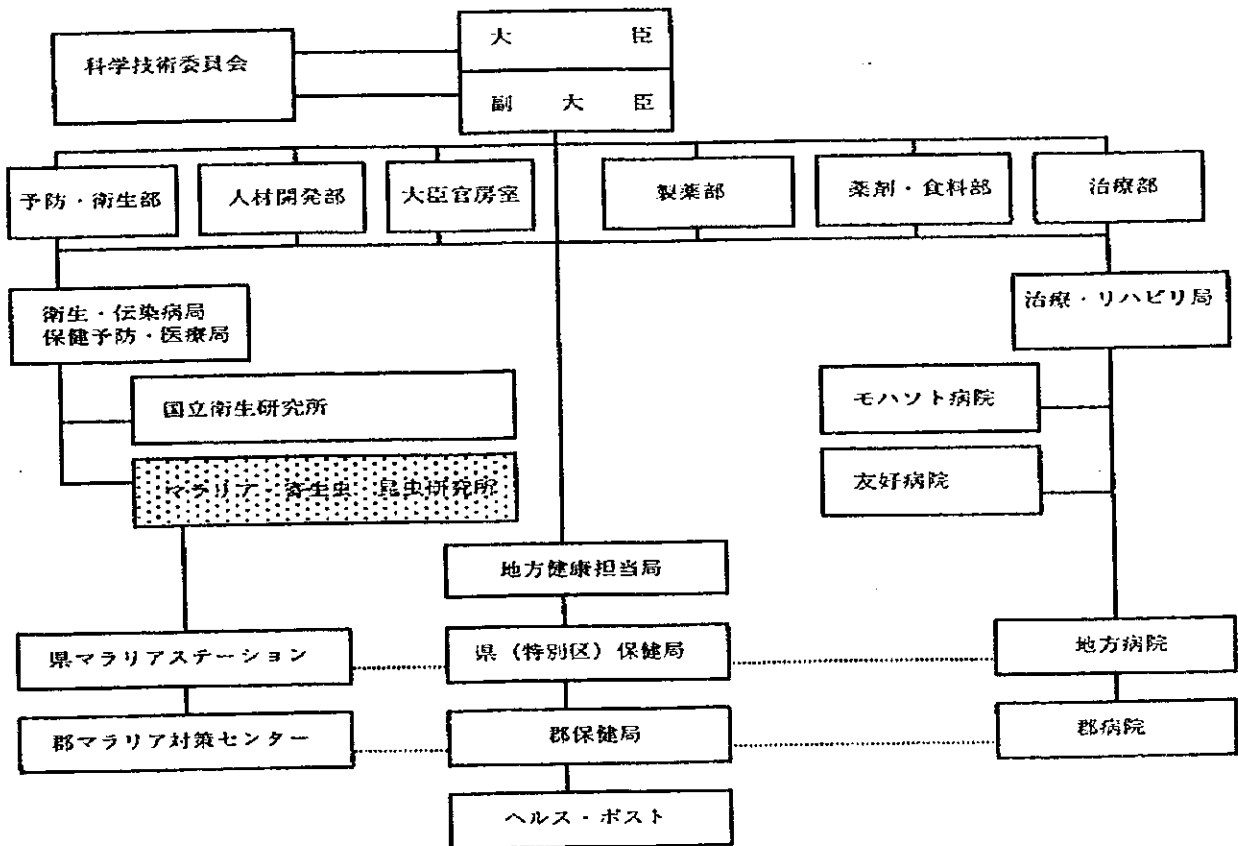 科学技術委員会
大臣
副大臣
予防・衛生部
人材開発部
大臣官房室
製薬部
薬剤・食料部
治療部
衛生・伝染病局
保健予防・医療局
治療・リハビリ局
国立衛生研究所
モハソト病院
マラリア・寄生虫・昆虫研究所
友好病院
地方健康担当局
県マラリアステーション
県(特別区)保健局
地方病院
郡マラリア対策センター
郡保健局
郡病院
ヘルス・ポスト